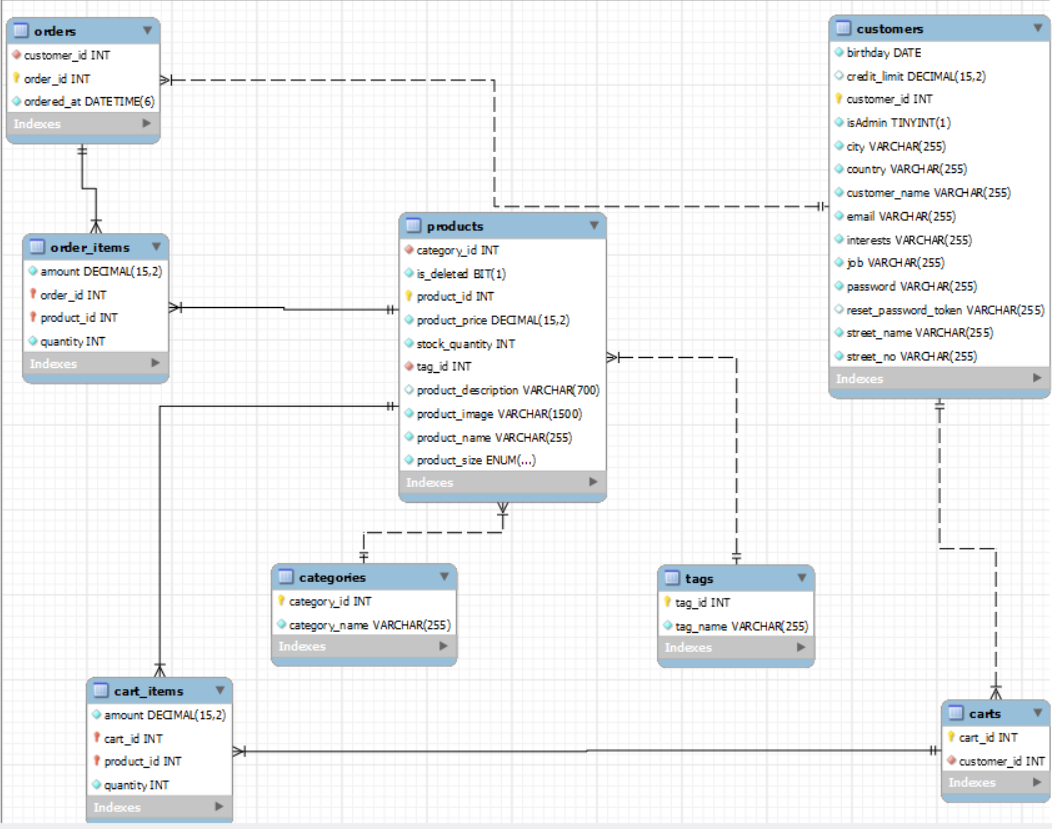 orders
customer_id INT
order_id INT
ordered_at DATETIME(6)
Indexes
customers
birthday DATE
credit_limit DECIMAL(15,2)
customer_id INT
isAdmin TINYINT(1)
city VARCHAR(255)
country VARCHAR(255)
customer_name VARCHAR(255)
email VARCHAR(255)
interests VARCHAR(255)
job VARCHAR(255)
password VARCHAR(255)
reset_password_token VARCHAR(255)
street_name VARCHAR(255)
street_no VARCHAR(255)
Indexes
order_items
amount DECIMAL(15,2)
order_id INT
product_id INT
quantity INT
Indexes
products
category_id INT
is_deleted BIT(1)
product_id INT
product_price DECIMAL(15,2)
stock_quantity INT
tag_id INT
product_description VARCHAR(700)
product_image VARCHAR(1500)
product_name VARCHAR(255)
product_size ENUM(...)
Indexes
categories
category_id INT
category_name VARCHAR(255)
Indexes
tags
tag_id INT
tag_name VARCHAR(255)
Indexes
cart_items
amount DECIMAL(15,2)
cart_id INT
product_id INT
quantity INT
Indexes
carts
cart_id INT
customer_id INT
Indexes